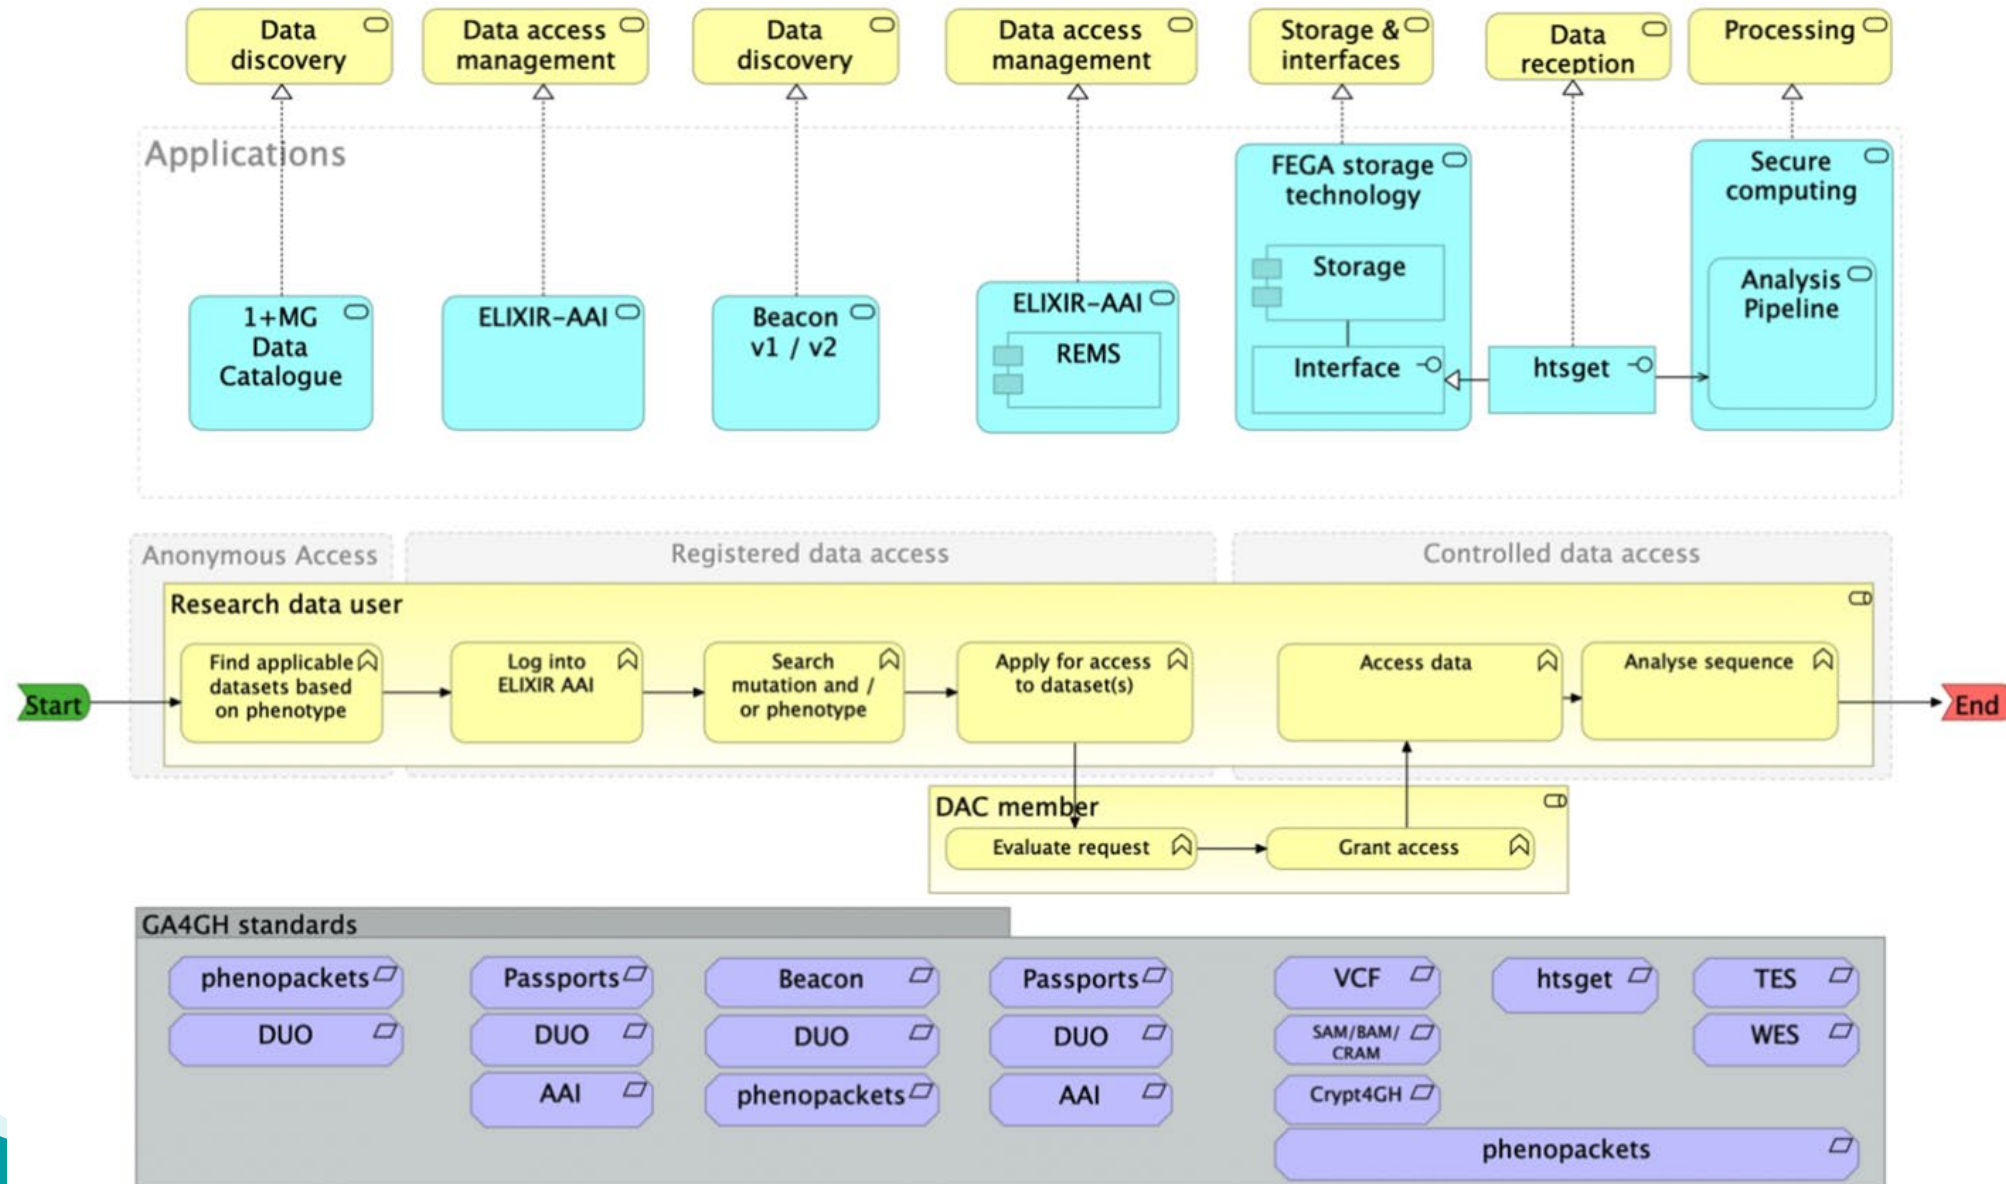 Data
discovery
Data access
management
Data
discovery
Data access
management
Storage &
interfaces
Data
reception
Processing
Applications
1+MG
Data
Catalogue
ELIXIR-AAI
Beacon
v1 / v2
ELIXIR-AAI
REMS
FEGA storage
technology
Storage
Interface
htsget
Secure
computing
Analysis
Pipeline
Anonymous Access
Registered data access
Controlled data access
Research data user
Start
Find applicable
datasets based
on phenotype
Log into
ELIXIR AAI
Search
mutation and /
or phenotype
Apply for access
to dataset(s)
Access data
Analyse sequence
End
DAC member
Evaluate request
Grant access
GA4GH standards
phenopackets
DUO
Passports
DUO
AAI
Beacon
DUO
phenopackets
Passports
DUO
AAI
VCF
SAM/BAM/
CRAM
Crypt4GH
htsget
TES
WES
phenopackets